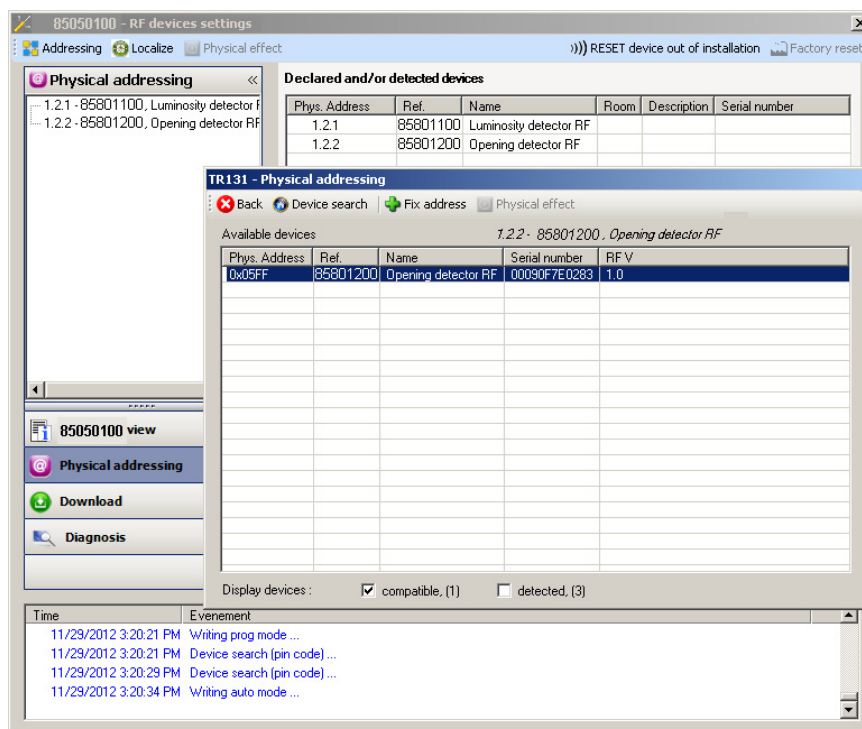 85050100 - RF devices settings
Addressing Localize Physical effect RESET device out of installation Factory reset
Physical addressing «
1.2.1 - 85801100, Luminosity detector
1.2.2 - 85801200, Opening detector RF
Declared and/or detected devices
Phys. Address Ref. Name Room Description Serial number
1.2.1 85801100 Luminosity detector RF
1.2.2 85801200 Opening detector RF
TR131 - Physical addressing
Back Device search Fix address Physical effect
Available devices 1.2.2 - 85801200, Opening detector RF
Phys. Address Ref. Name Serial number RF V
0x05FF 85801200 Opening detector RF 00090F7E0283 1.0
85050100 view
Physical addressing
Download
Diagnosis
Display devices : compatible, (1) detected, (3)
Time Evenement
11/29/2012 3:20:21 PM Writing prog mode ...
11/29/2012 3:20:21 PM Device search (pin code) ...
11/29/2012 3:20:29 PM Device search (pin code) ...
11/29/2012 3:20:34 PM Writing auto mode ...